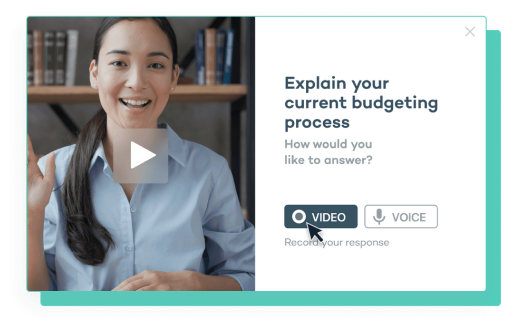 Explain your
current budgeting
process
How would you
like to answer?
VIDEO
VOICE
Record your response